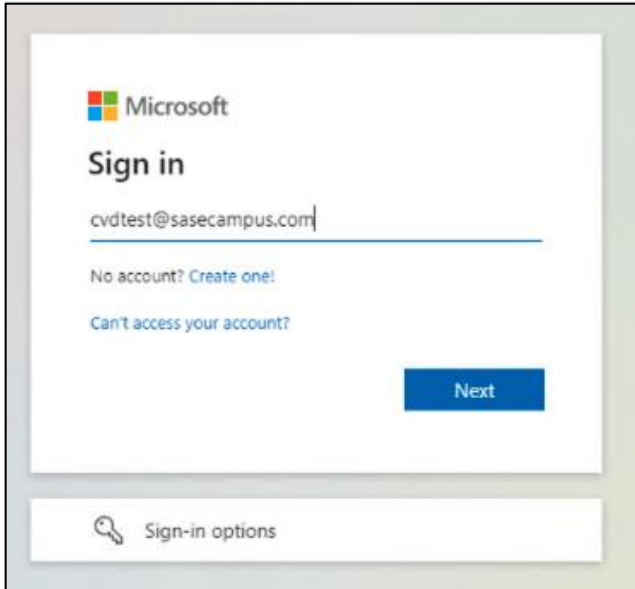 Microsoft
Sign in
cvdtest@sasecampus.com
No account? Create one!
Can't access your account?
Next
Sign-in options